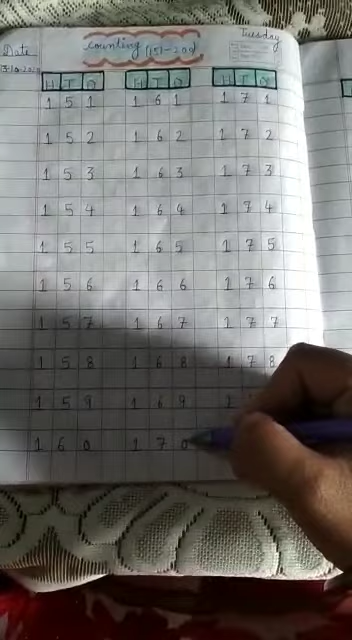 Date
Counting (151-200)
Tuesday
H T O H T O H T O
1 5 1 1 6 1 1 7 1
1 5 2 1 6 2 1 7 2
1 5 3 1 6 3 1 7 3
1 5 4 1 6 4 1 7 4
1 5 5 1 6 5 1 7 5
1 5 6 1 6 6 1 7 6
1 5 7 1 6 7 1 7 7
1 5 8 1 6 8 1 7 8
1 5 9 1 6 9 1
1 6 0 1 7 0